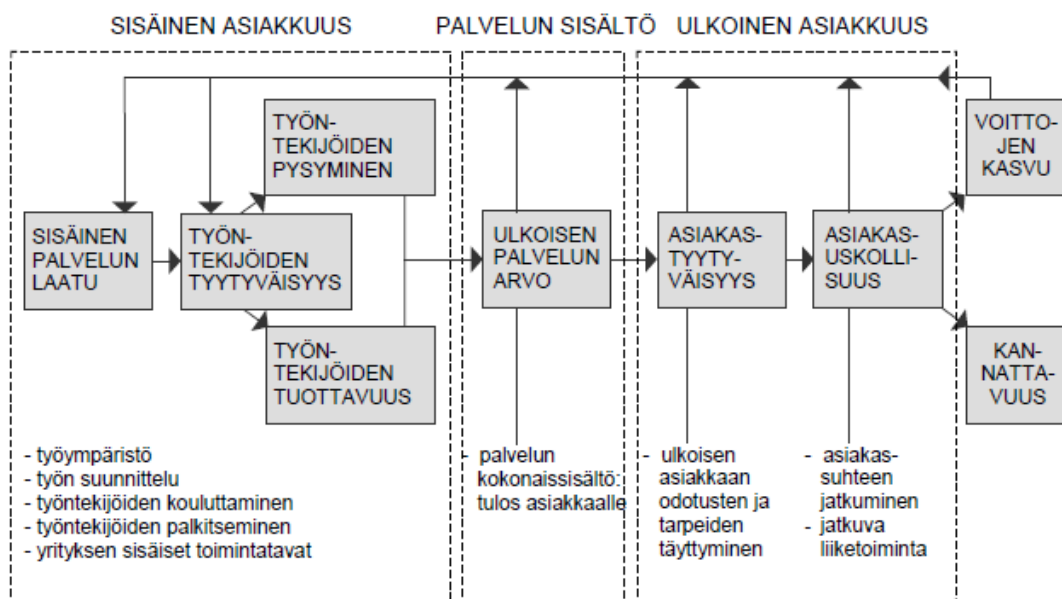 SISÄINEN ASIAKKUUS
PALVELUN SISÄLTÖ
ULKOINEN ASIAKKUUS
TYÖN-
TEKIJÖIDEN
PYSYMINEN
VOITTO-
JEN
KASVU
SISÄINEN
PALVELUN
LAATU
TYÖN-
TEKIJÖIDEN
TYYTYVÄISYYS
ULKOISEN
PALVELUN
ARVO
ASIAKAS-
TYYTY-
VÄISYYS
ASIAKAS-
USKOLLI-
SUUS
TYÖN-
TEKIJÖIDEN
TUOTTAVUUS
KAN-
NATTA-
VUUS
- työympäristö
- työn suunnittelu
- työntekijöiden kouluttaminen
- työntekijöiden palkitseminen
- yrityksen sisäiset toimintatavat
- palvelun
kokonaissisältö:
tulos asiakkaalle
- ulkoisen
asiakkaan
odotusten ja
tarpeiden
täyttyminen
- asiakas-
suhteen
jatkuminen
- jatkuva
liiketoiminta